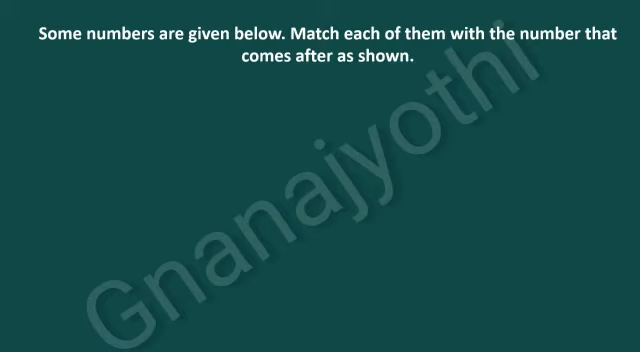 Some numbers are given below. Match each of them with the number that
comes after as shown.
Gnanajyothi